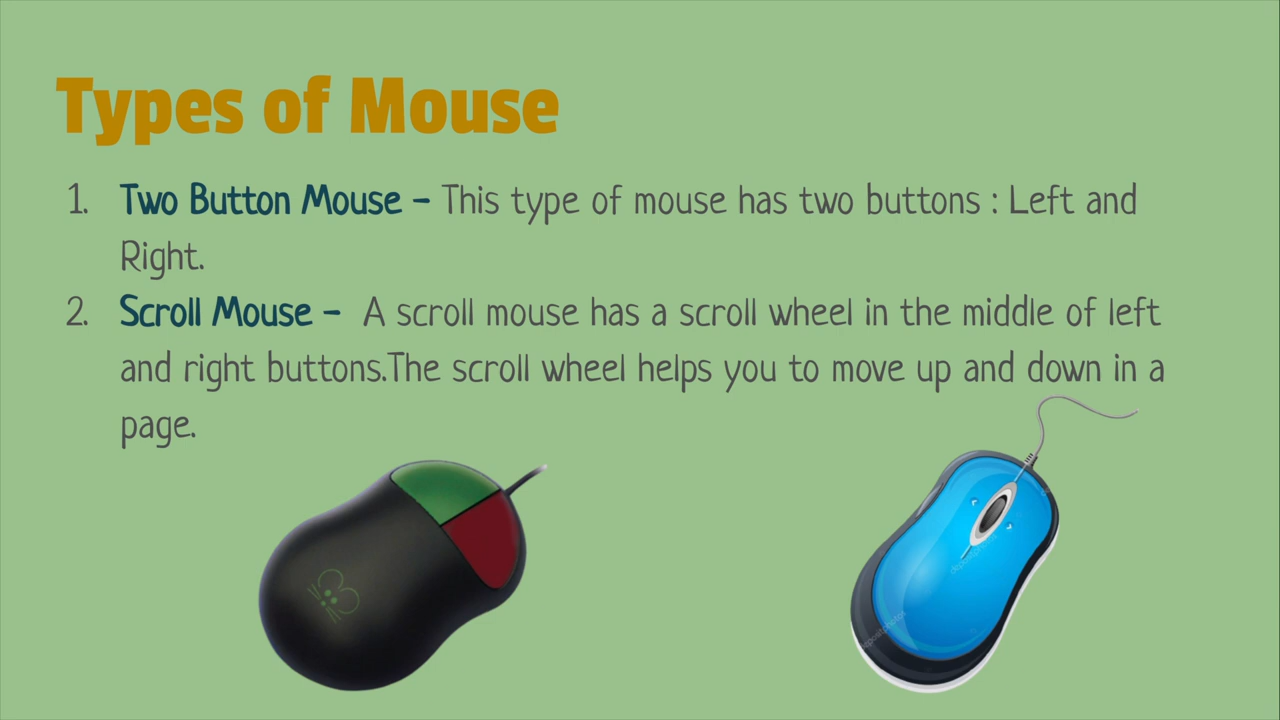 Types of Mouse
1. Two Button Mouse - This type of mouse has two buttons : Left and
Right.
2. Scroll Mouse - A scroll mouse has a scroll wheel in the middle of left
and right buttons.The scroll wheel helps you to move up and down in a
page.
depositphotos
depositphotos